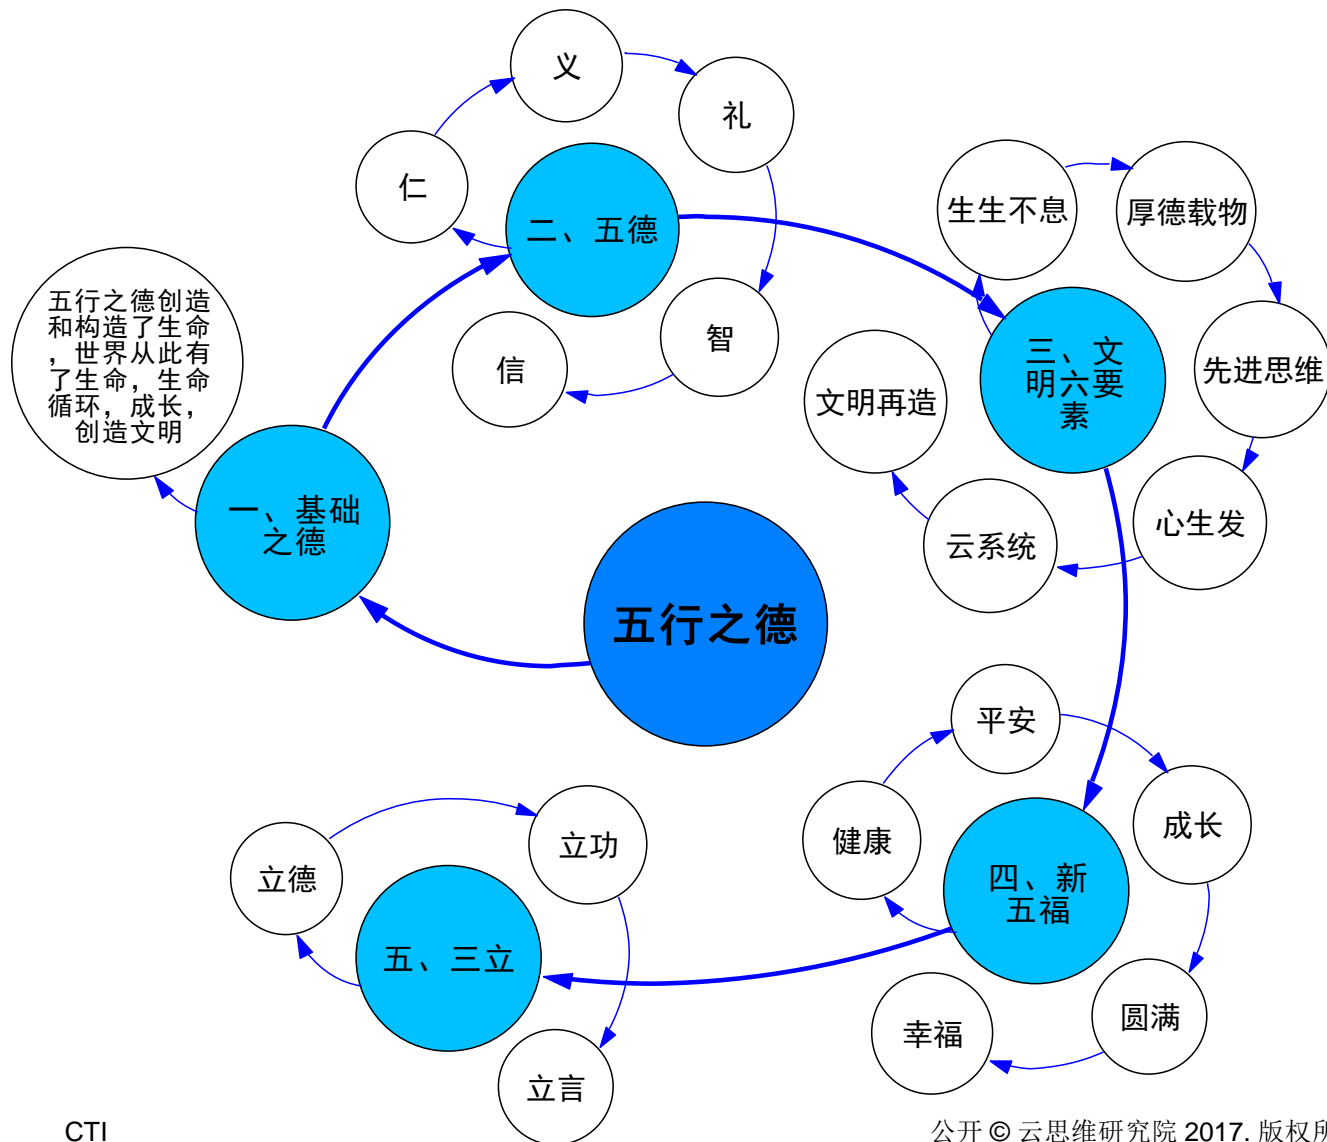 五行之德
一、基础
之德
五行之德创造
和构造了生命
，世界从此有
了生命，生命
循环，成长，
创造文明
二、五德
仁
义
礼
智
信
三、文
明六要
素
生生不息
厚德载物
先进思维
心生发
云系统
文明再造
四、新
五福
健康
平安
成长
圆满
幸福
五、三立
立德
立功
立言
CTI
公开 © 云思维研究院 2017. 版权所